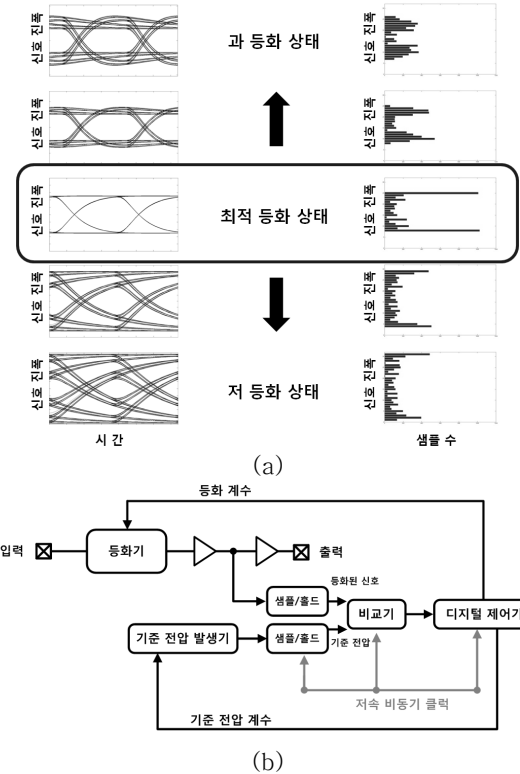 신호 진폭
과 등화 상태
신호 진폭
신호 진폭
신호 진폭
신호 진폭
최적 등화 상태
신호 진폭
신호 진폭
신호 진폭
저 등화 상태
신호 진폭
신호 진폭
시 간
샘플 수
(a)
등화 계수
입력
등화기
출력
등화된 신호
샘플/홀드
비교기
디지털 제어기
기준 전압 발생기
샘플/홀드
기준 전압
저속 비동기 클럭
기준 전압 계수
(b)